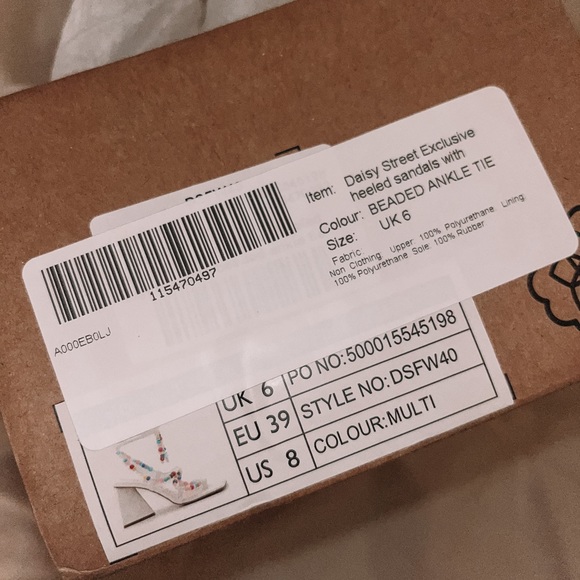 115470497
A000EB0LJ
Item: Daisy Street Exclusive
heeled sandals with
Colour: BEADED ANKLE TIE
Size: UK 6
Fabric
Non Clothing: Upper: 100% Polyurethane. Lining:
100% Polyurethane. Sole: 100% Rubber
UK 6 PO NO:500015545198
EU 39 STYLE NO:DSFW40
US 8 COLOUR:MULTI